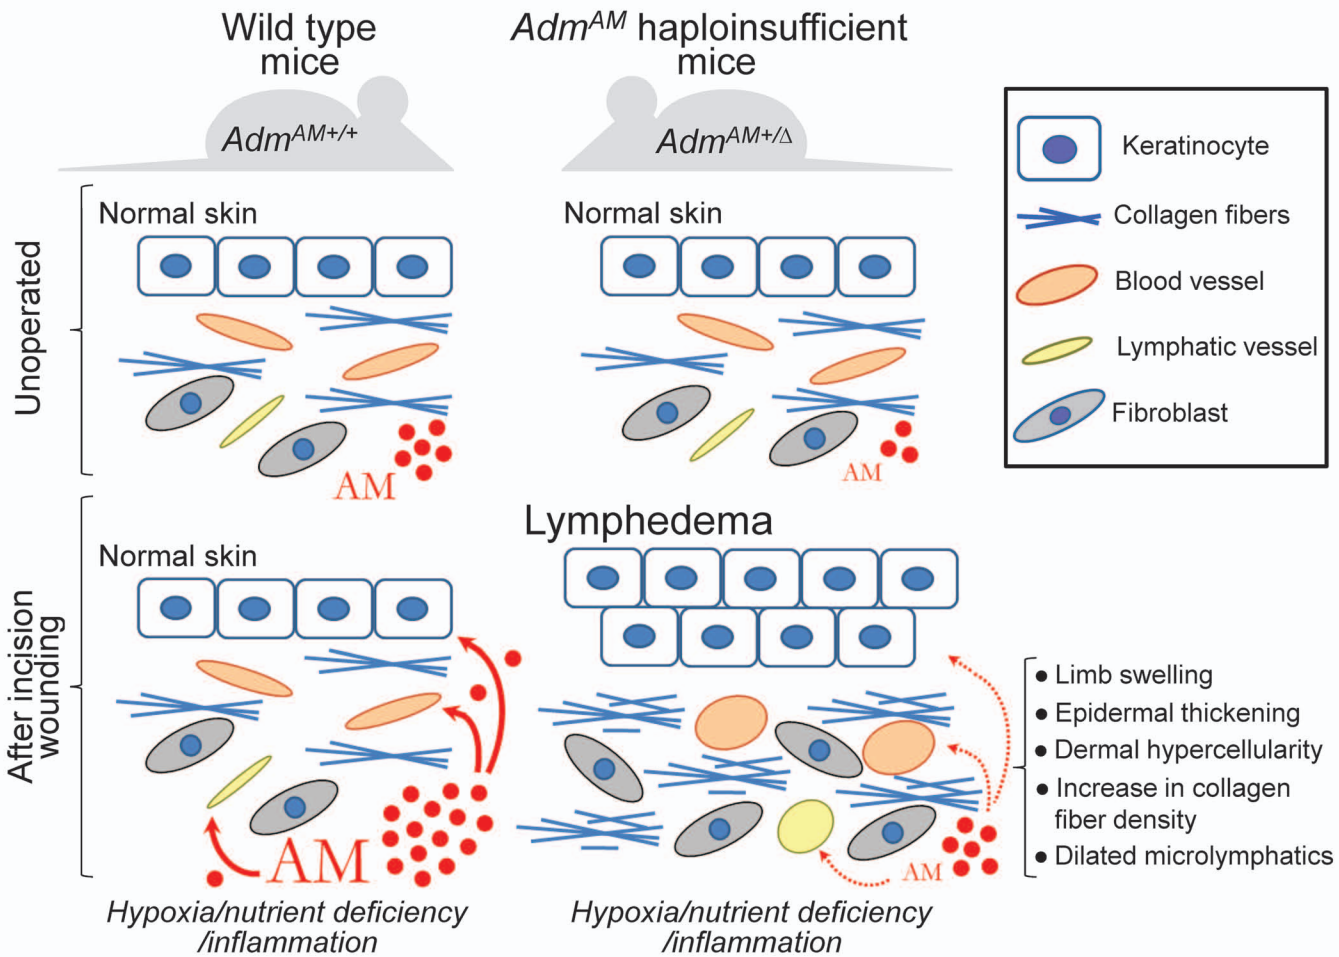 Wild type
mice
Adm^AM haploinsufficient
mice
Adm^AM+/+
Adm^AM+/Δ
Keratinocyte
Collagen fibers
Blood vessel
Lymphatic vessel
Fibroblast
Unoperated
Normal skin
Normal skin
AM
AM
After incision
wounding
Normal skin
Lymphedema
AM
AM
● Limb swelling
● Epidermal thickening
● Dermal hypercellularity
● Increase in collagen
fiber density
● Dilated microlymphatics
Hypoxia/nutrient deficiency
/inflammation
Hypoxia/nutrient deficiency
/inflammation